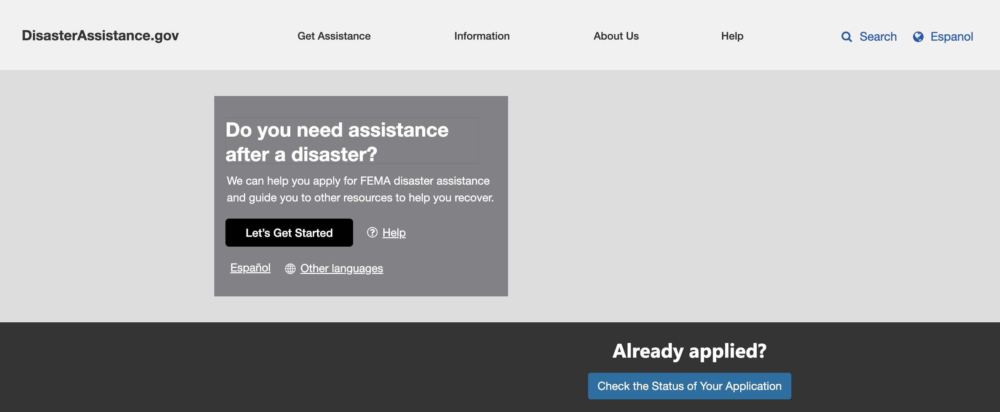 DisasterAssistance.gov
Get Assistance
Information
About Us
Help
Search
Espanol
Do you need assistance
after a disaster?
We can help you apply for FEMA disaster assistance
and guide you to other resources to help you recover.
Let’s Get Started
Help
Español
Other languages
Already applied?
Check the Status of Your Application